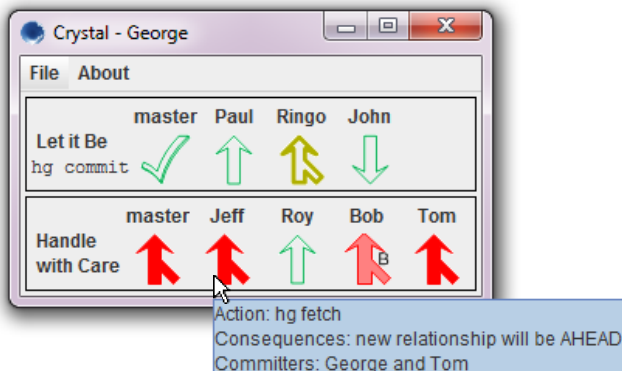 Crystal - George
File About
master Paul Ringo John
Let it Be
hg commit
master Jeff Roy Bob Tom
Handle
with Care
B
Action: hg fetch
Consequences: new relationship will be AHEAD
Committers: George and Tom